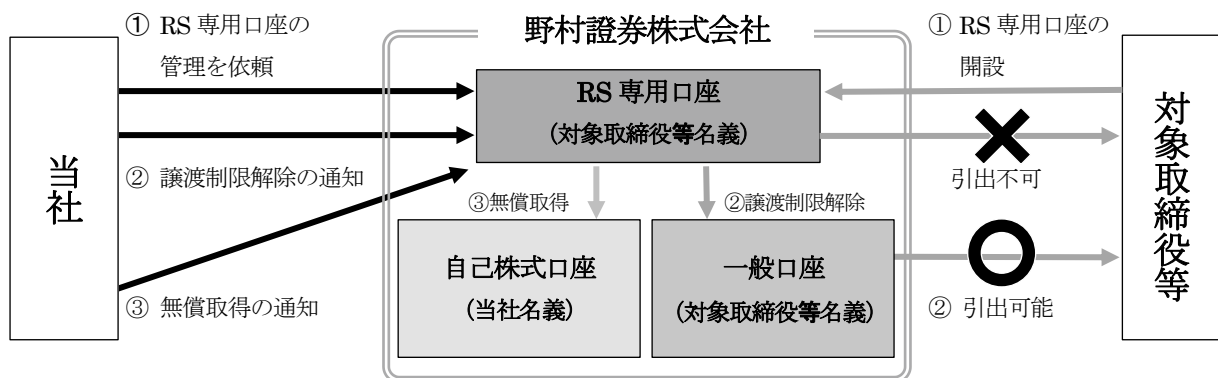 ① RS 専用口座の
管理を依頼
野村證券株式会社
① RS 専用口座の
開設
RS 専用口座
(対象取締役等名義)
当社
対象取締役等
② 譲渡制限解除の通知
引出不可
③無償取得
②譲渡制限解除
自己株式口座
(当社名義)
一般口座
(対象取締役等名義)
③ 無償取得の通知
② 引出可能